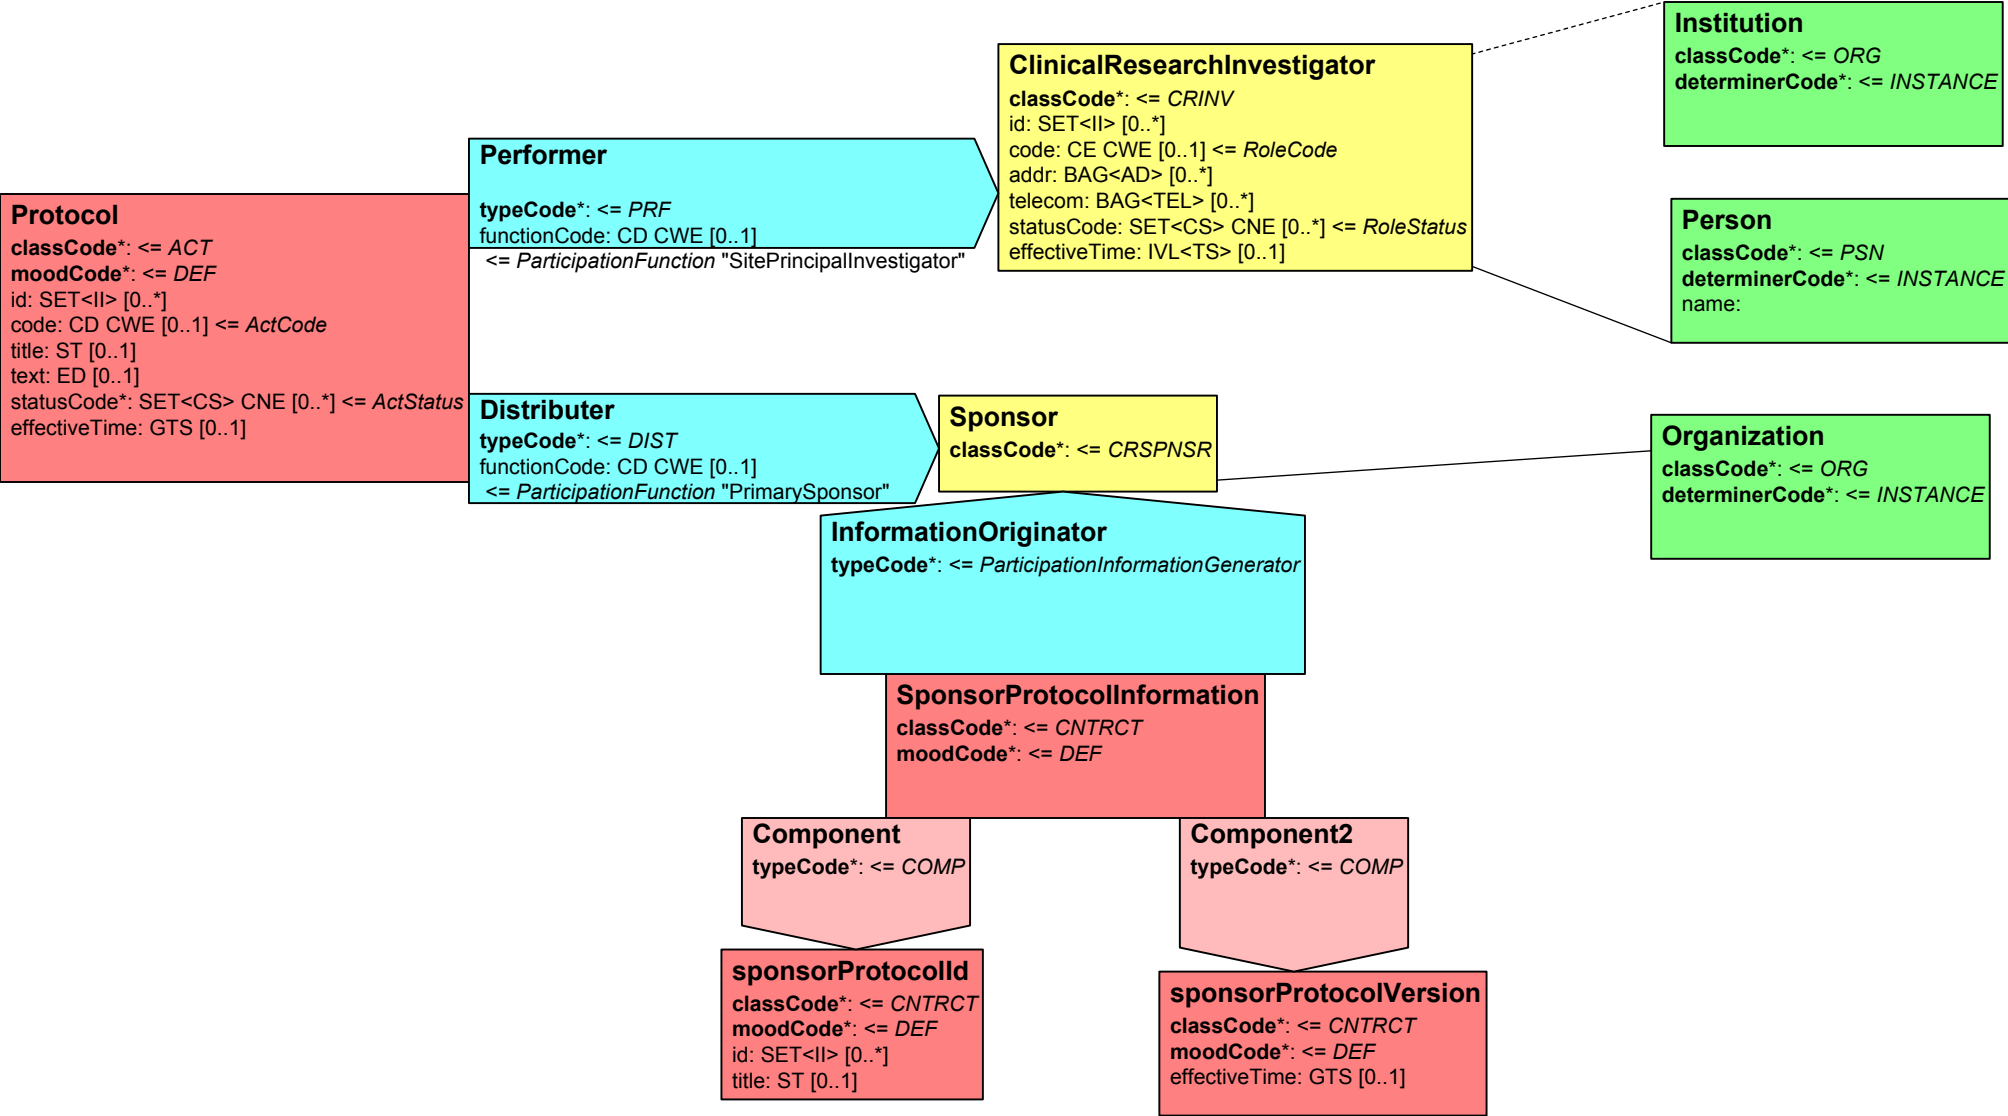 Institution
classCode*: <= ORG
determinerCode*: <= INSTANCE
ClinicalResearchInvestigator
classCode*: <= CRINV
id: SET<II> [0..*]
code: CE CWE [0..1] <= RoleCode
addr: BAG<AD> [0..*]
telecom: BAG<TEL> [0..*]
statusCode: SET<CS> CNE [0..*] <= RoleStatus
effectiveTime: IVL<TS> [0..1]
Performer
typeCode*: <= PRF
functionCode: CD CWE [0..1]
<= ParticipationFunction "SitePrincipalInvestigator"
Person
classCode*: <= PSN
determinerCode*: <= INSTANCE
name:
Protocol
classCode*: <= ACT
moodCode*: <= DEF
id: SET<II> [0..*]
code: CD CWE [0..1] <= ActCode
title: ST [0..1]
text: ED [0..1]
statusCode*: SET<CS> CNE [0..*] <= ActStatus
effectiveTime: GTS [0..1]
Distributer
typeCode*: <= DIST
functionCode: CD CWE [0..1]
<= ParticipationFunction "PrimarySponsor"
Sponsor
classCode*: <= CRSPNSR
Organization
classCode*: <= ORG
determinerCode*: <= INSTANCE
InformationOriginator
typeCode*: <= ParticipationInformationGenerator
SponsorProtocolInformation
classCode*: <= CNTRCT
moodCode*: <= DEF
Component
typeCode*: <= COMP
Component2
typeCode*: <= COMP
sponsorProtocolId
classCode*: <= CNTRCT
moodCode*: <= DEF
id: SET<II> [0..*]
title: ST [0..1]
sponsorProtocolVersion
classCode*: <= CNTRCT
moodCode*: <= DEF
effectiveTime: GTS [0..1]